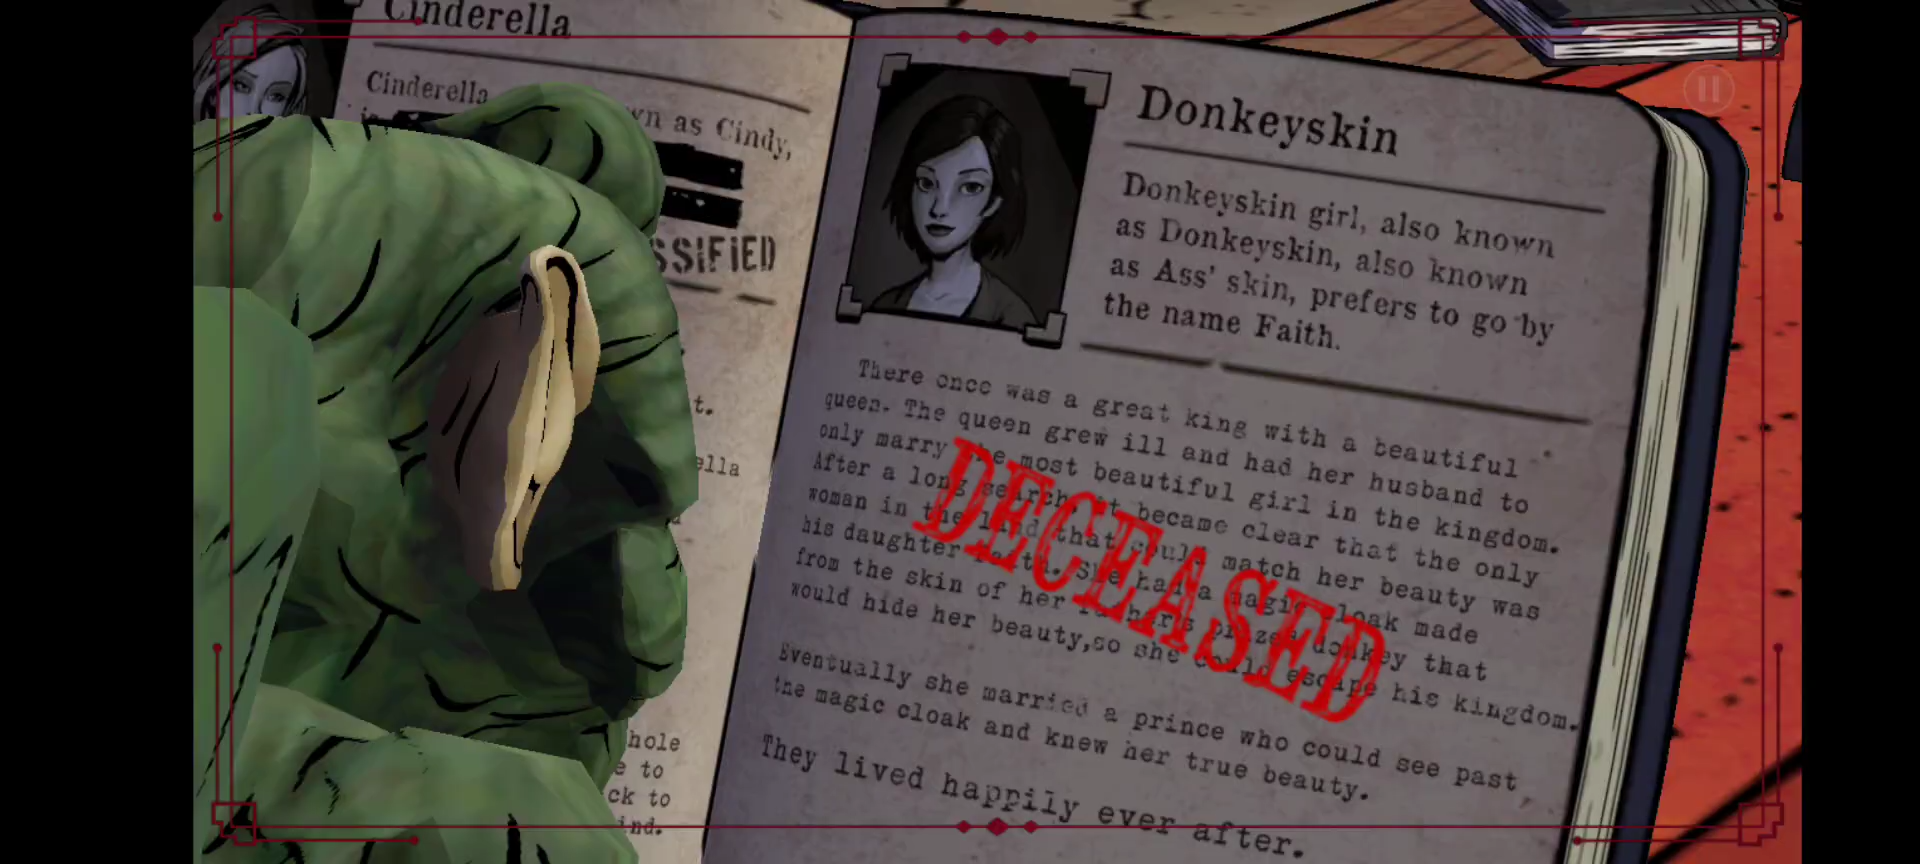 Cinderella
Cinderella
wn as Cindy,
SSIFIED
t.
ella
hole
e to
ck to
ind.
Donkeyskin
Donkeyskin girl, also known
as Donkeyskin, also known
as Ass' skin, prefers to go by
the name Faith.
There once was a great king with a beautiful
queen. The queen grew ill and had her husband to
only marry the most beautiful girl in the kingdom.
After a long search, it became clear that the only
woman in the land that could match her beauty was
his daughter Faith. She had a magic cloak made
from the skin of her father's prized donkey that
would hide her beauty,so she could escape his kingdom.
DECEASED
Eventually she married a prince who could see past
the magic cloak and knew her true beauty.
They lived happily ever after.